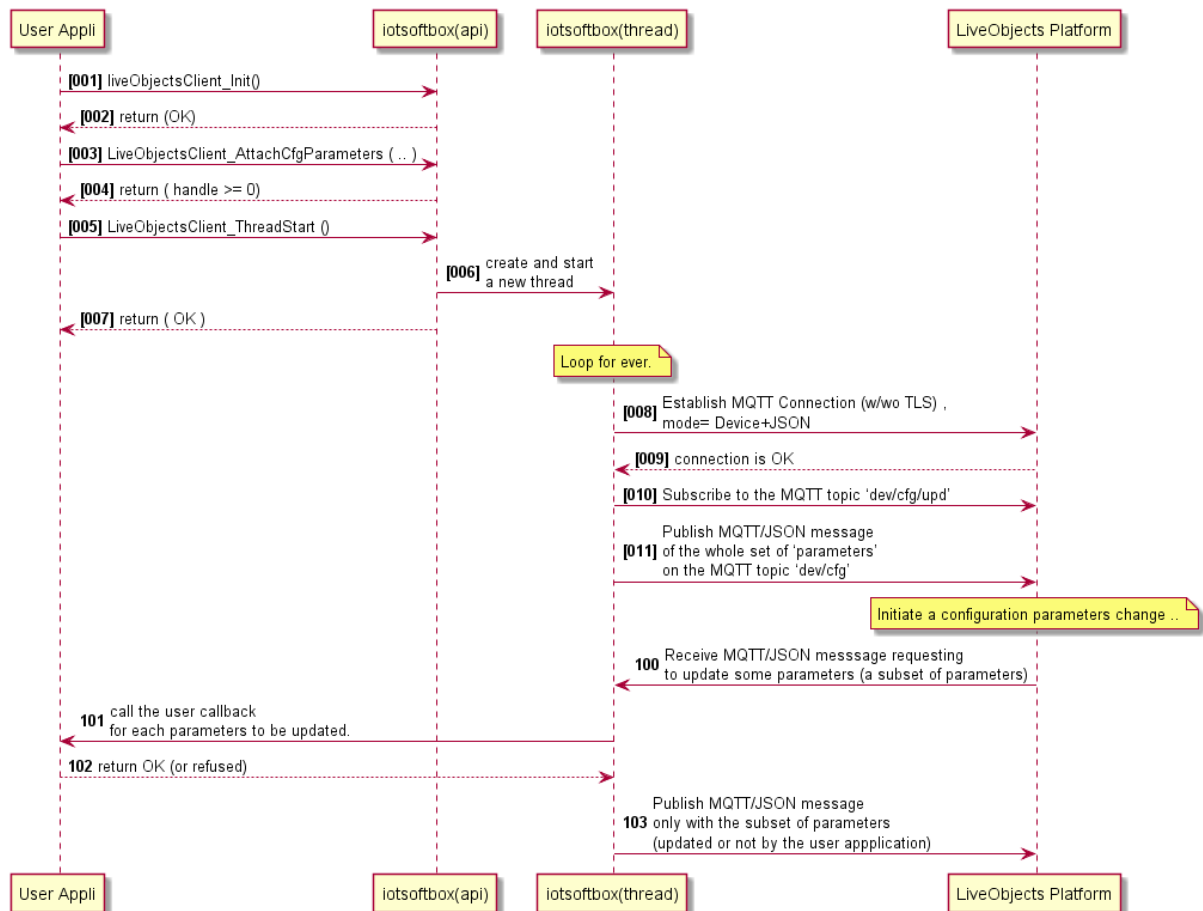 User Appli iotsoftbox(api) iotsoftbox(thread) LiveObjects Platform
[001] liveObjectsClient_Init()
[002] return (OK)
[003] LiveObjectsClient_AttachCfgParameters ( .. )
[004] return ( handle >= 0)
[005] LiveObjectsClient_ThreadStart ()
[006] create and start
a new thread
[007] return ( OK )
Loop for ever.
[008] Establish MQTT Connection (w/wo TLS) ,
mode= Device+JSON
[009] connection is OK
[010] Subscribe to the MQTT topic ‘dev/cfg/upd’
Publish MQTT/JSON message
[011] of the whole set of ‘parameters’
on the MQTT topic ‘dev/cfg’
Initiate a configuration parameters change ..
100 Receive MQTT/JSON messsage requesting
to update some parameters (a subset of parameters)
101 call the user callback
for each parameters to be updated.
102 return OK (or refused)
Publish MQTT/JSON message
103 only with the subset of parameters
(updated or not by the user appplication)
User Appli iotsoftbox(api) iotsoftbox(thread) LiveObjects Platform